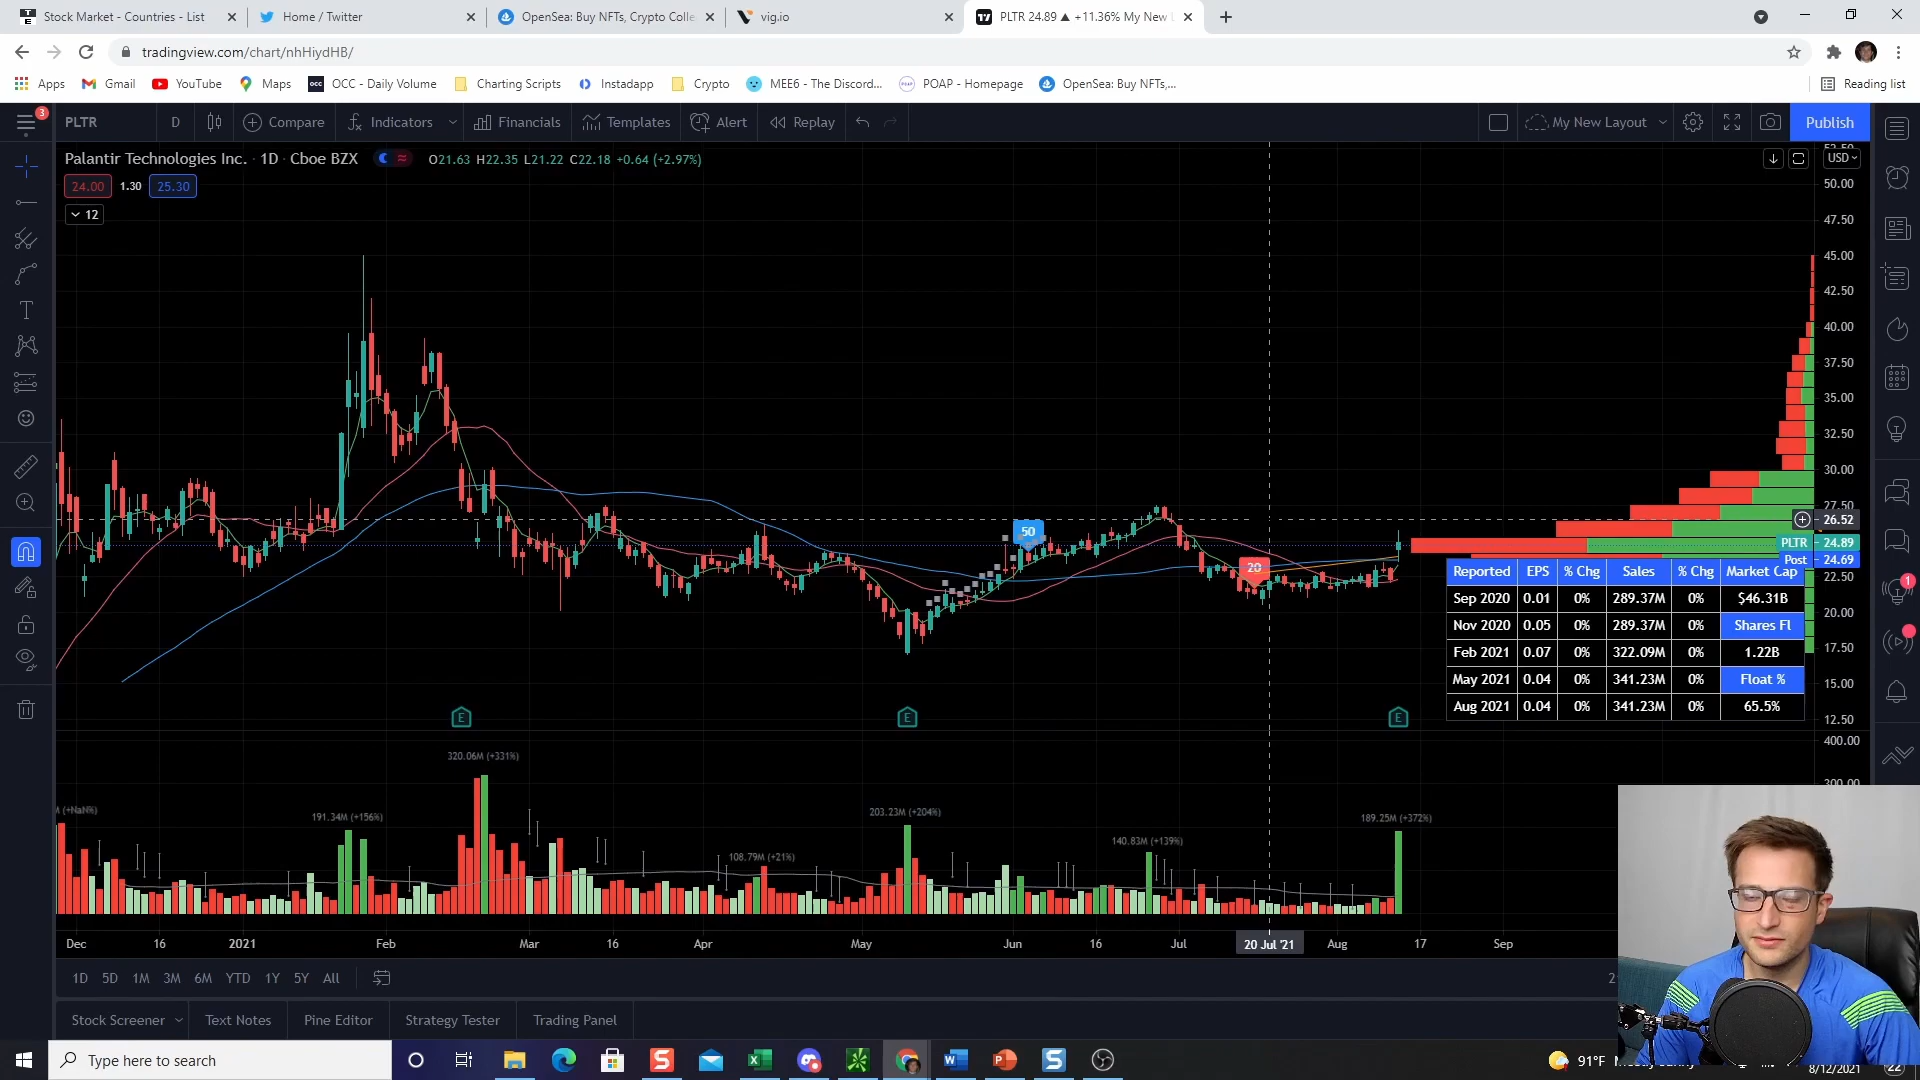 Stock Market - Countries - List
Home / Twitter
OpenSea: Buy NFTs, Crypto Colle
vig.io
PLTR 24.89 ▲ +11.36% My New L
tradingview.com/chart/nhHiydHB/
Apps
Gmail
YouTube
Maps
OCC OCC - Daily Volume
Charting Scripts
Instadapp
Crypto
MEE6 - The Discord...
POAP - Homepage
OpenSea: Buy NFTs,...
Reading list
3
PLTR
D
Compare
Indicators
Financials
Templates
Alert
Replay
My New Layout
Publish
Palantir Technologies Inc. · 1D · Cboe BZX
O21.63 H22.35 L21.22 C22.18 +0.64 (+2.97%)
24.00 1.30 25.30
12
USD
50.00
47.50
45.00
42.50
40.00
37.50
35.00
32.50
30.00
27.50
26.52
PLTR 24.89
Post 24.69
22.50
20.00
17.50
15.00
12.50
400.00
50
20
Reported EPS % Chg Sales % Chg Market Cap
Sep 2020 0.01 0% 289.37M 0% $46.31B
Nov 2020 0.05 0% 289.37M 0% Shares Fl
Feb 2021 0.07 0% 322.09M 0% 1.22B
May 2021 0.04 0% 341.23M 0% Float %
Aug 2021 0.04 0% 341.23M 0% 65.5%
E
E
E
320.06M (+331%)
M (+NaN%)
191.34M (+156%)
108.79M (+21%)
203.23M (+204%)
140.83M (+139%)
189.25M (+372%)
1
Dec 16 2021 Feb Mar 16 Apr May Jun 16 Jul 20 Jul '21 Aug 17 Sep
1D 5D 1M 3M 6M YTD 1Y 5Y All
Stock Screener
Text Notes
Pine Editor
Strategy Tester
Trading Panel
Type here to search
91°F
8/12/2021
22